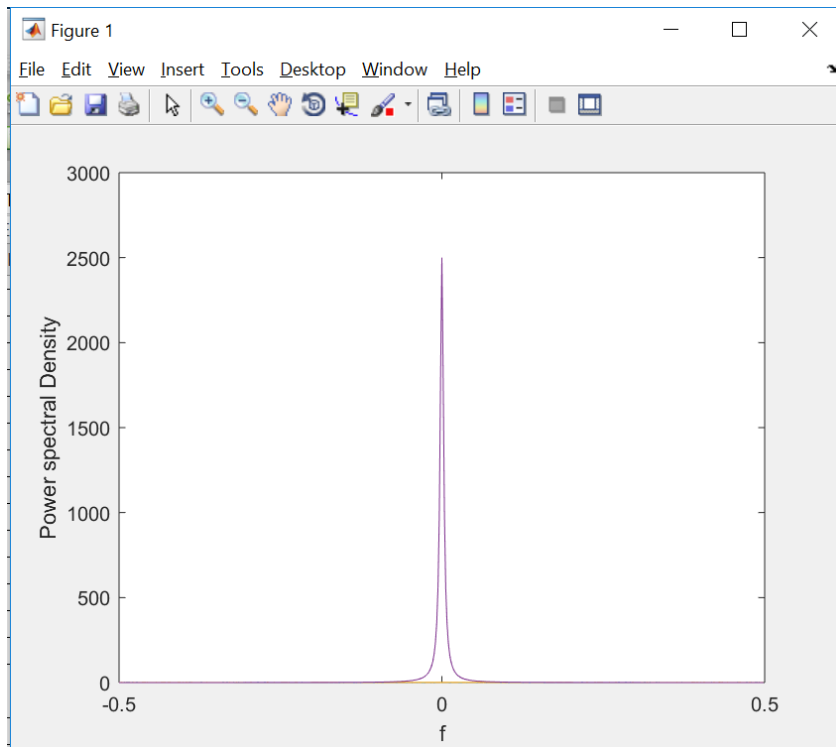 Figure 1
File Edit View Insert Tools Desktop Window Help
3000
2500
2000
1500
1000
500
0
Power spectral Density
-0.5 0 0.5
f